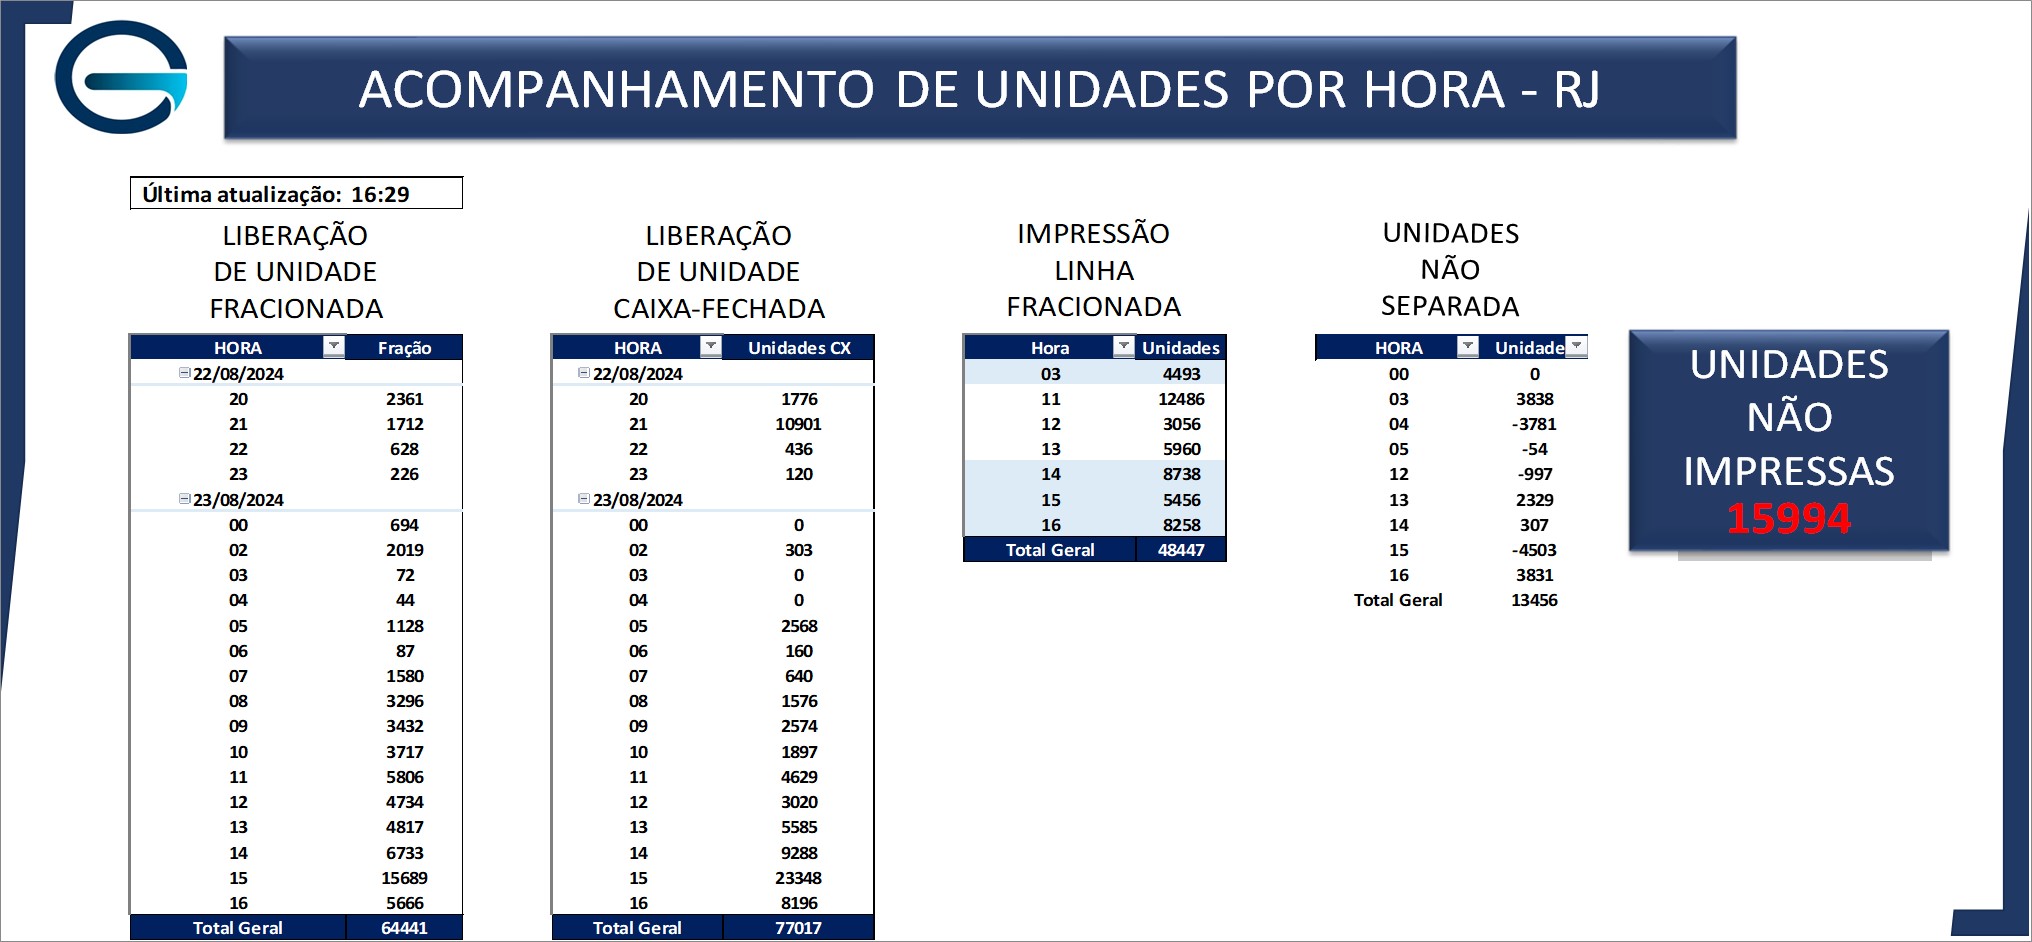 ACOMPANHAMENTO DE UNIDADES POR HORA - RJ
Última atualização: 16:29
LIBERAÇÃO
DE UNIDADE
FRACIONADA
HORA Fração
22/08/2024
20 2361
21 1712
22 628
23 226
23/08/2024
00 694
02 2019
03 72
04 44
05 1128
06 87
07 1580
08 3296
09 3432
10 3717
11 5806
12 4734
13 4817
14 6733
15 15689
16 5666
Total Geral 64441
LIBERAÇÃO
DE UNIDADE
CAIXA-FECHADA
HORA Unidades CX
22/08/2024
20 1776
21 10901
22 436
23 120
23/08/2024
00 0
02 303
03 0
04 0
05 2568
06 160
07 640
08 1576
09 2574
10 1897
11 4629
12 3020
13 5585
14 9288
15 23348
16 8196
Total Geral 77017
IMPRESSÃO
LINHA
FRACIONADA
Hora Unidades
03 4493
11 12486
12 3056
13 5960
14 8738
15 5456
16 8258
Total Geral 48447
UNIDADES
NÃO
SEPARADA
HORA Unidade
00 0
03 3838
04 -3781
05 -54
12 -997
13 2329
14 307
15 -4503
16 3831
Total Geral 13456
UNIDADES
NÃO
IMPRESSAS
15994